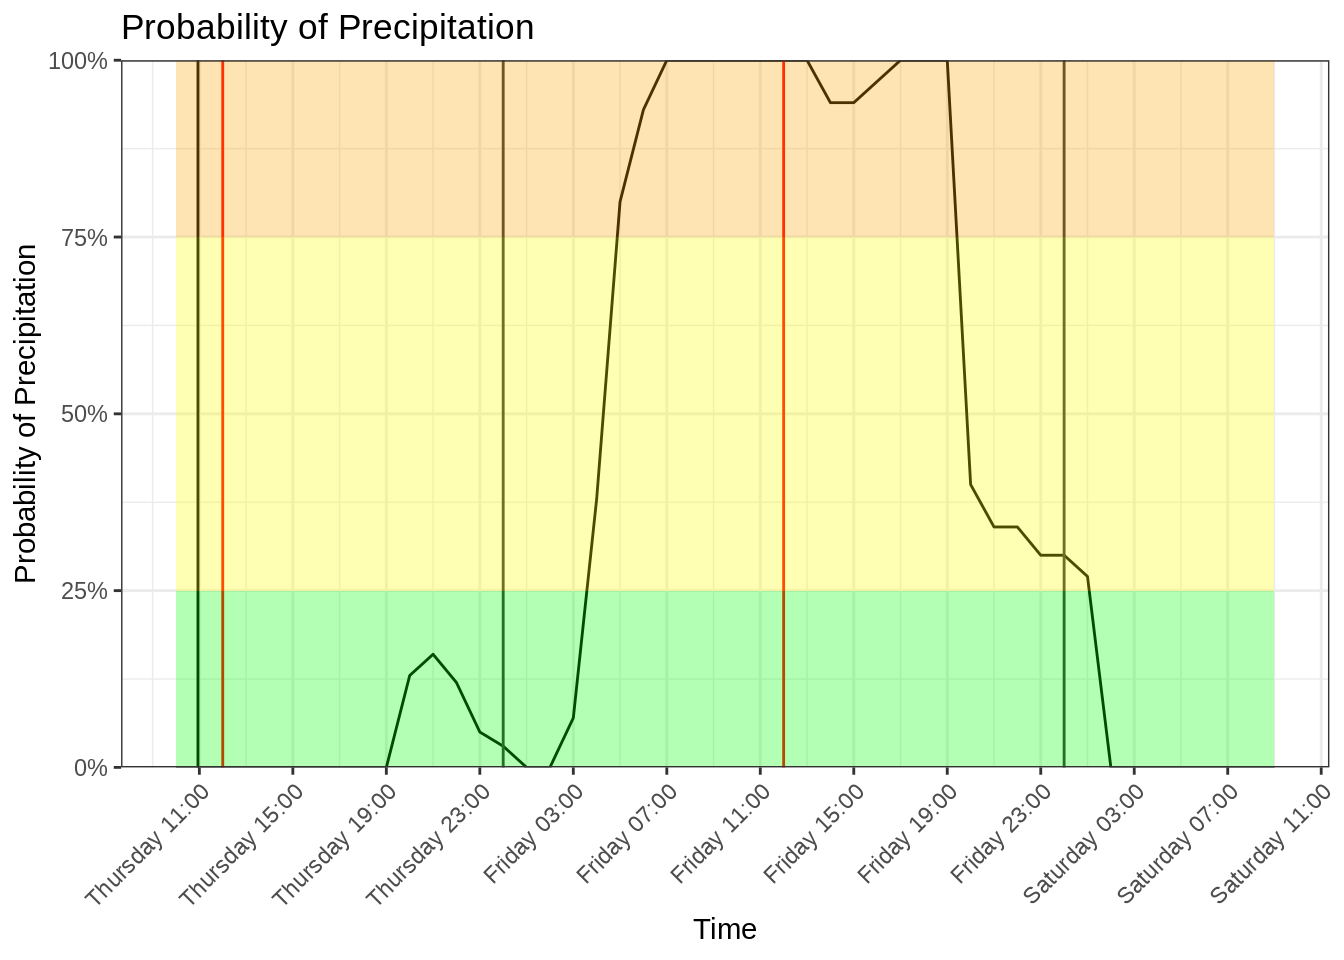 Probability of Precipitation
Probability of Precipitation
100%
75%
50%
25%
0%
Thursday 11:00
Thursday 15:00
Thursday 19:00
Thursday 23:00
Friday 03:00
Friday 07:00
Friday 11:00
Friday 15:00
Friday 19:00
Friday 23:00
Saturday 03:00
Saturday 07:00
Saturday 11:00
Time